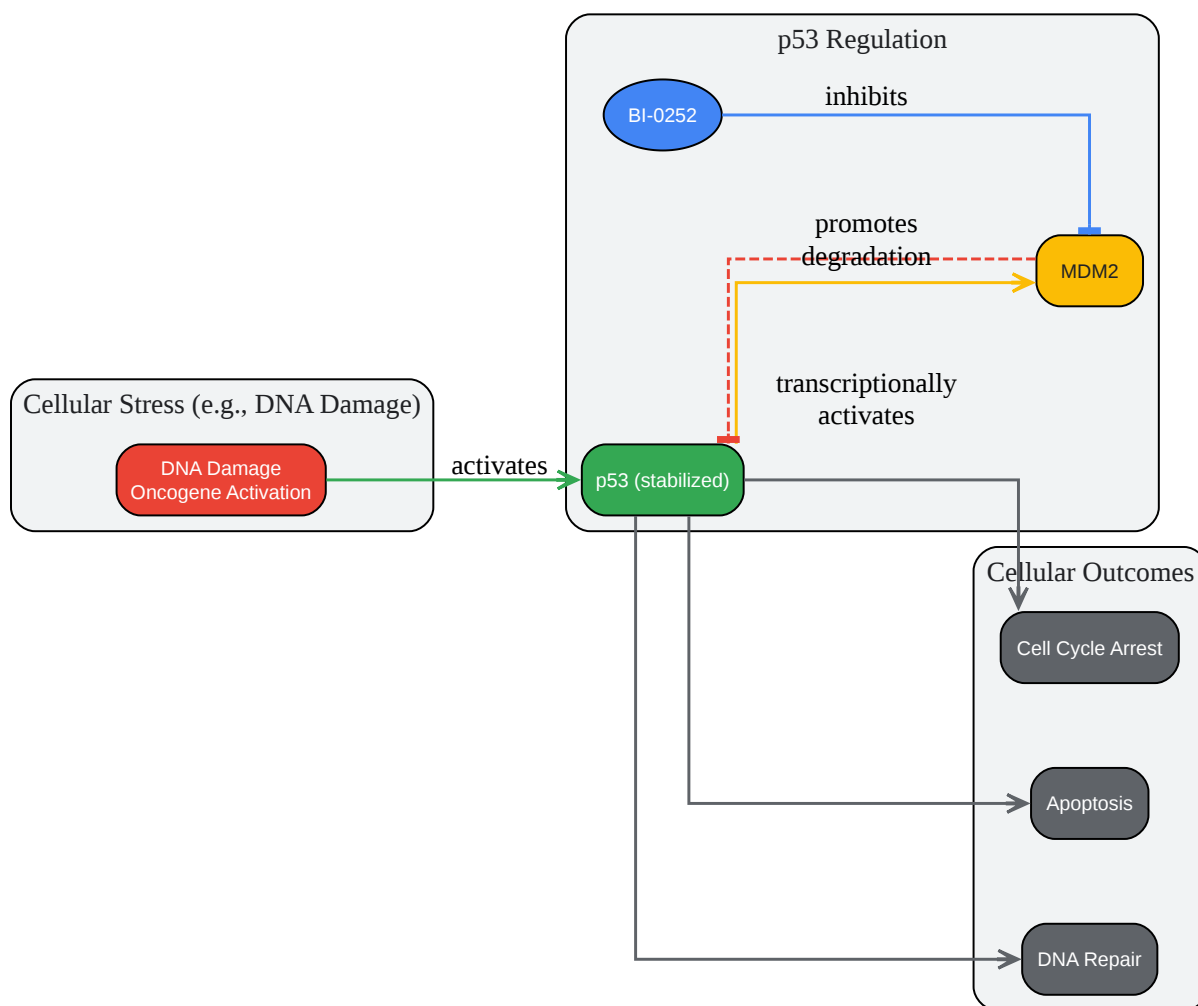 p53 Regulation
BI-0252
inhibits
promotes
degradation
MDM2
transcriptionally
activates
Cellular Stress (e.g., DNA Damage)
DNA Damage
Oncogene Activation
activates
p53 (stabilized)
Cellular Outcomes
Cell Cycle Arrest
Apoptosis
DNA Repair